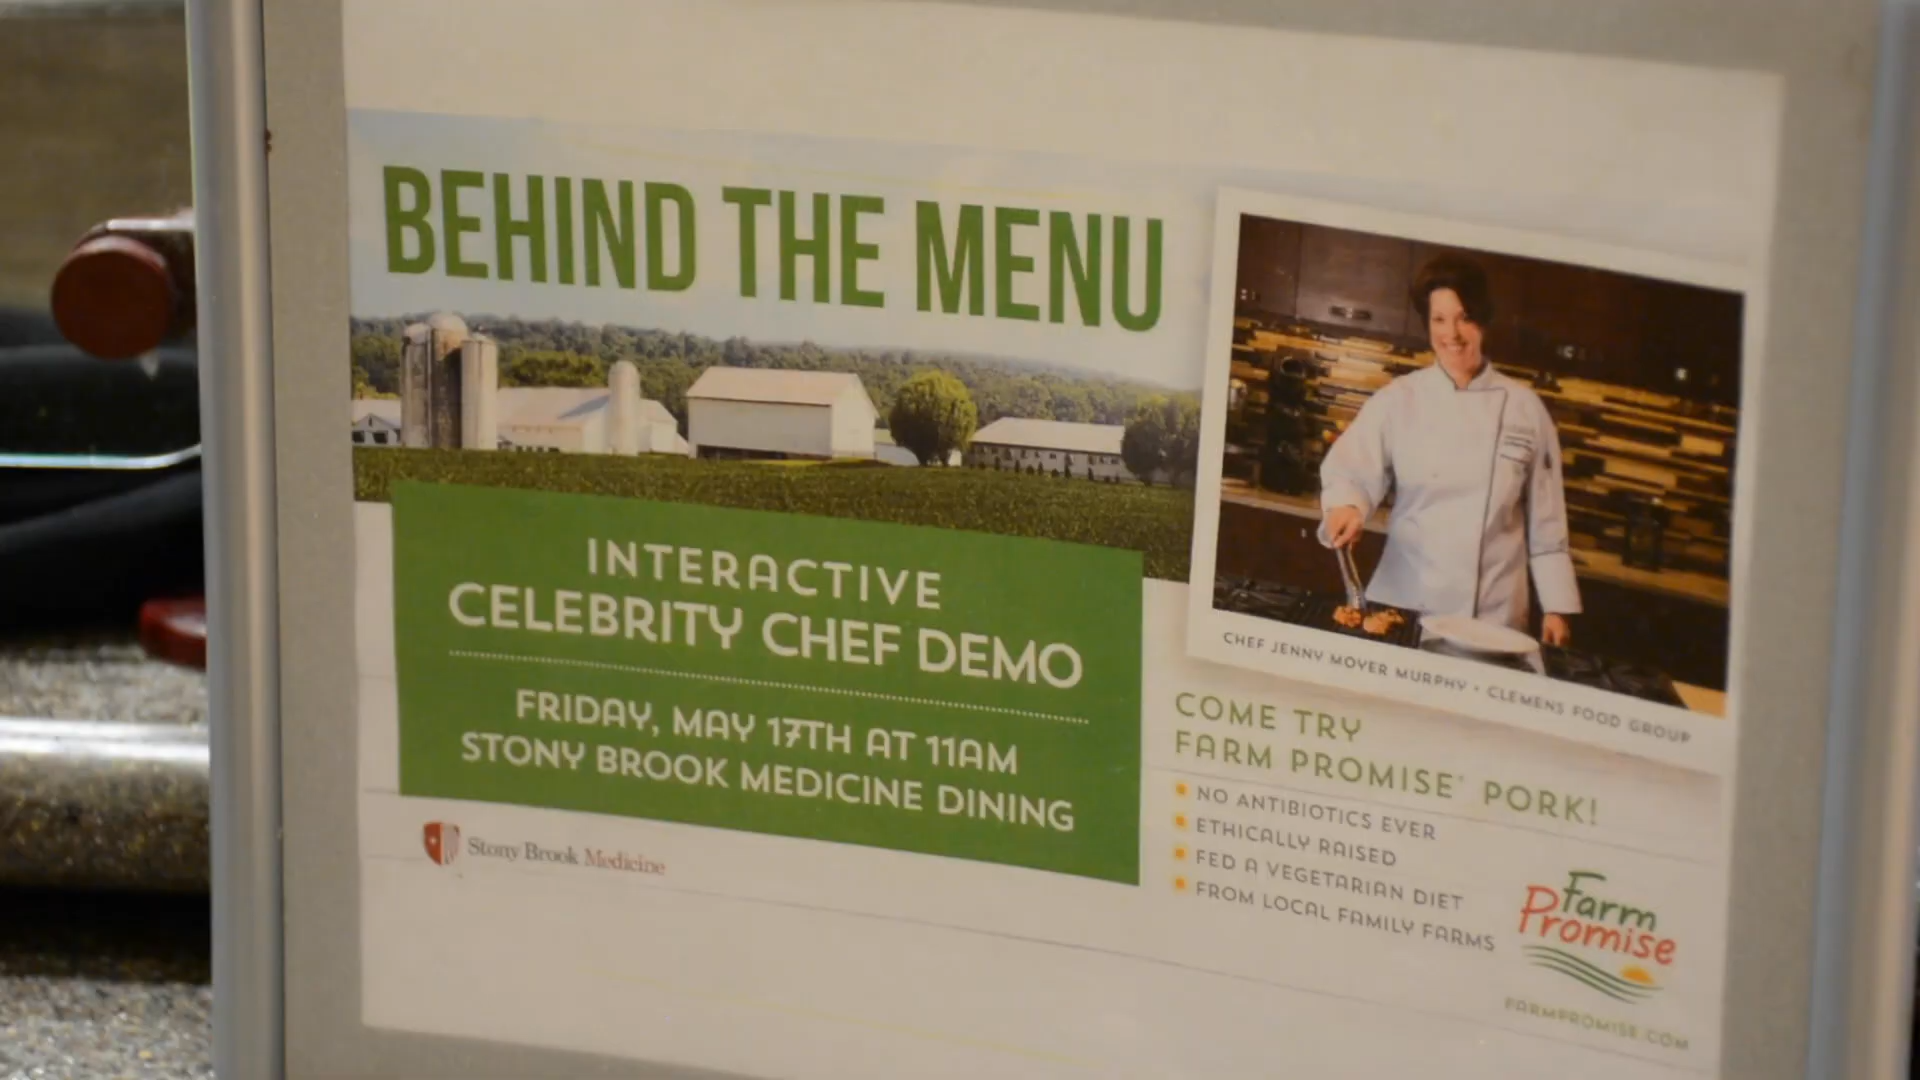 BEHIND THE MENU
INTERACTIVE
CELEBRITY CHEF DEMO
FRIDAY, MAY 17TH AT 11AM
STONY BROOK MEDICINE DINING
Stony Brook Medicine
CHEF JENNY MOYER MURPHY • CLEMENS FOOD GROUP
COME TRY
FARM PROMISE® PORK!
NO ANTIBIOTICS EVER
ETHICALLY RAISED
FED A VEGETARIAN DIET
FROM LOCAL FAMILY FARMS
Farm
Promise
FARMPROMISE.COM